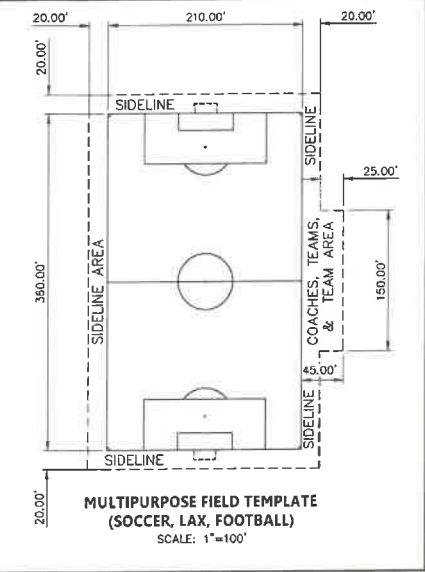 20.00'
210.00'
20.00'
20.00'
SIDELINE
SIDELINE
25.00'
360.00'
SIDELINE AREA
COACHES, TEAMS,
& TEAM AREA
150.00'
45.00'
SIDELINE
SIDELINE
20.00'
MULTIPURPOSE FIELD TEMPLATE
(SOCCER, LAX, FOOTBALL)
SCALE: 1"=100'